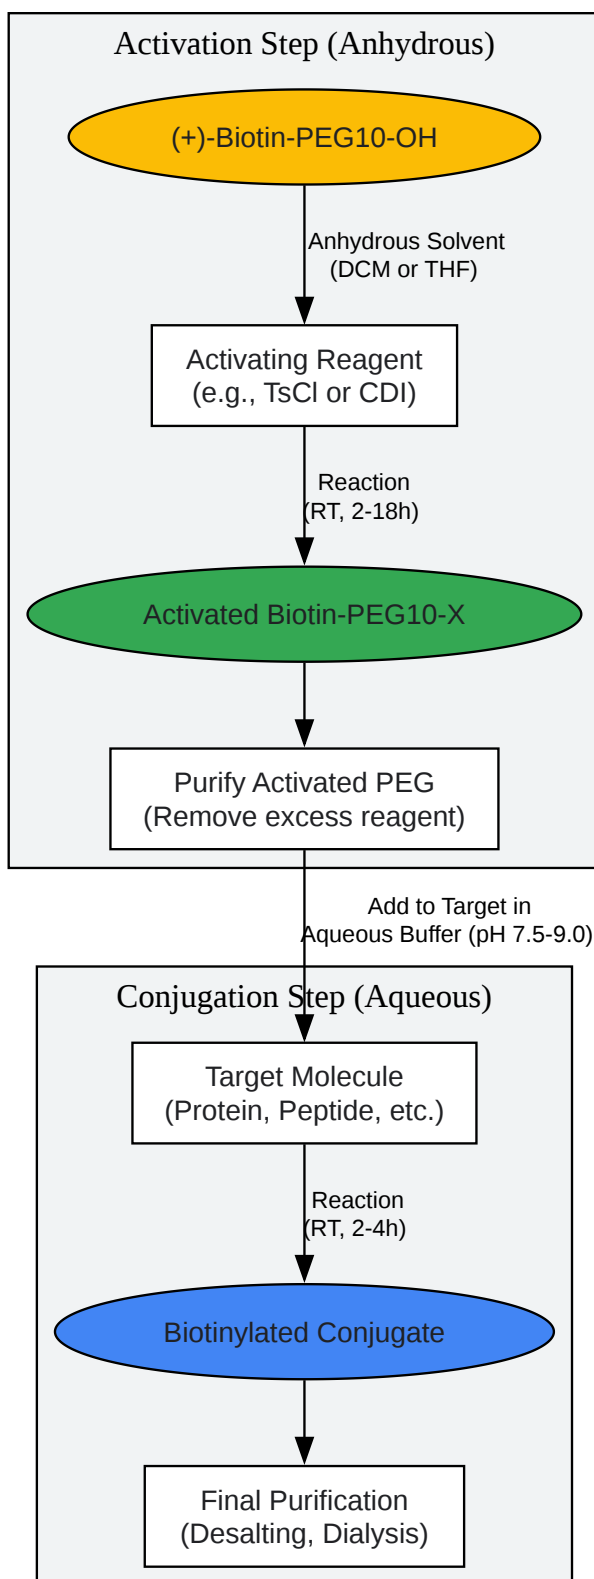 Activation Step (Anhydrous)
(+)-Biotin-PEG10-OH
Anhydrous Solvent
(DCM or THF)
Activating Reagent
(e.g., TsCl or CDI)
Reaction
(RT, 2-18h)
Activated Biotin-PEG10-X
Purify Activated PEG
(Remove excess reagent)
Add to Target in
Aqueous Buffer (pH 7.5-9.0)
Conjugation Step (Aqueous)
Target Molecule
(Protein, Peptide, etc.)
Reaction
(RT, 2-4h)
Biotinylated Conjugate
Final Purification
(Desalting, Dialysis)